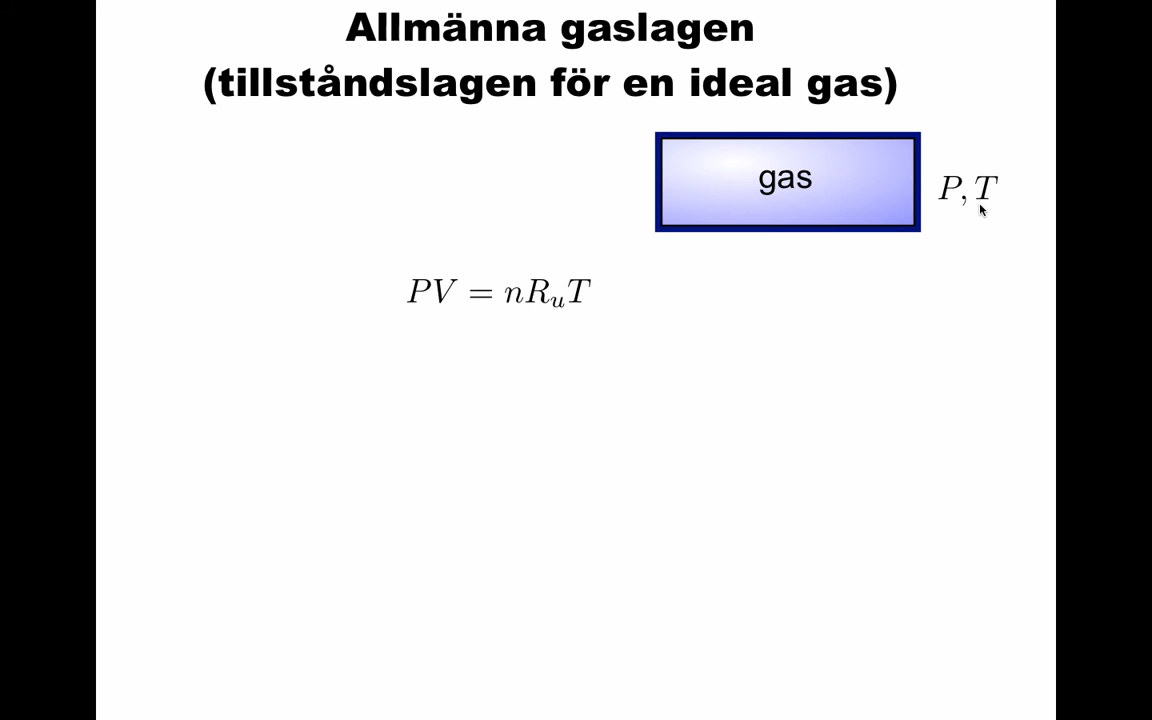 Allmänna gaslagen
(tillståndslagen för en ideal gas)
gas
P, T
PV = nR_uT